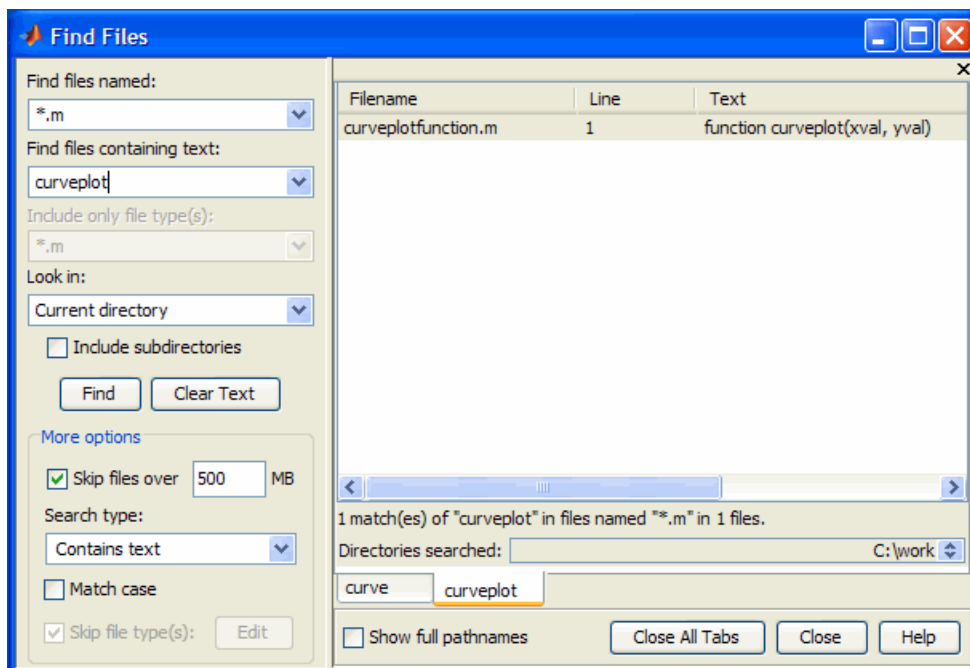 Find Files
Find files named:
*.m
Find files containing text:
curveplot
Include only file type(s):
*.m
Look in:
Current directory
Include subdirectories
Find Clear Text
More options
Skip files over 500 MB
Search type:
Contains text
Match case
Skip file type(s): Edit
Filename Line Text
curveplotfunction.m 1 function curveplot(xval, yval)
1 match(es) of "curveplot" in files named "*.m" in 1 files.
Directories searched: C:\work
curve curveplot
Show full pathnames Close All Tabs Close Help